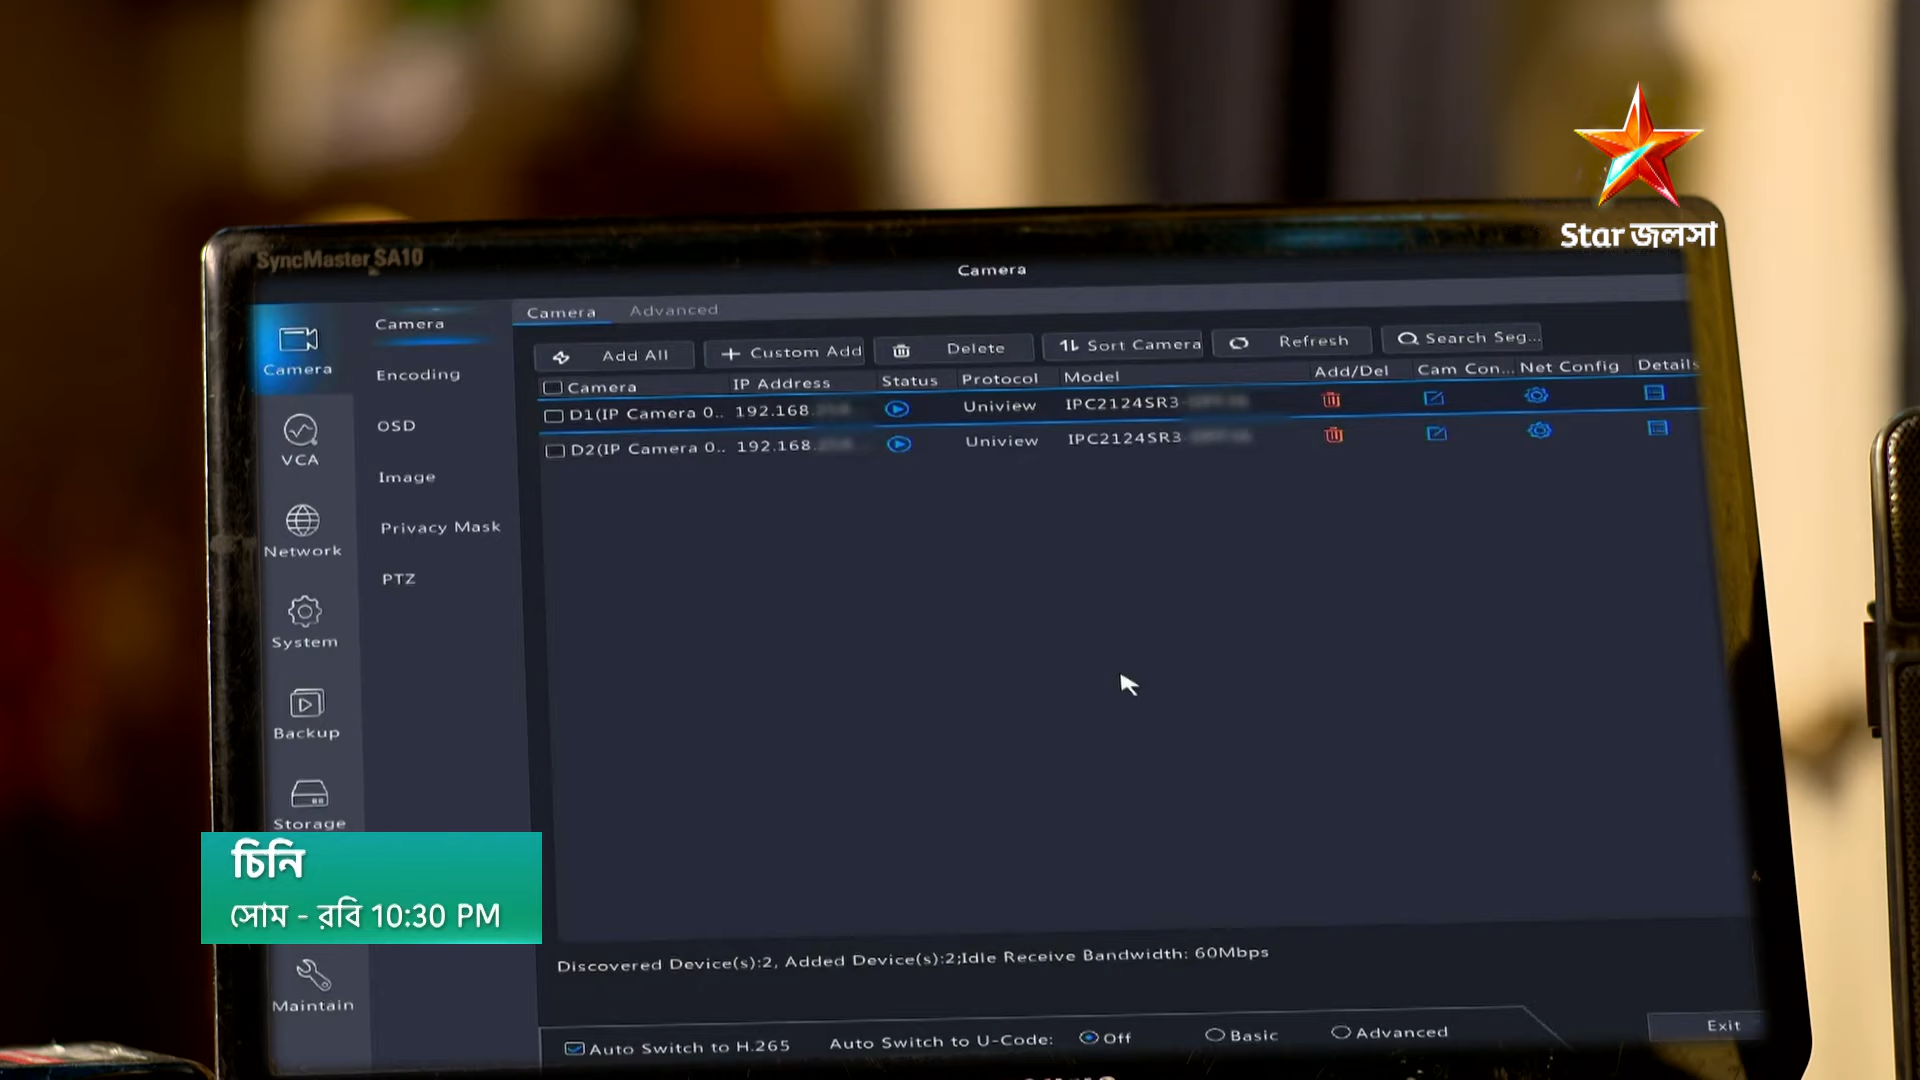 Star জলসা
SyncMaster SA10
Camera
Camera Advanced
Add All Custom Add Delete Sort Camera Refresh Search Seg...
Camera IP Address Status Protocol Model Add/Del Cam Con... Net Config Details
D1(IP Camera 0.. 192.168. Uniview IPC2124SR3-
D2(IP Camera 0.. 192.168. Uniview IPC2124SR3
Camera
VCA
Network
System
Backup
Storage
Maintain
Camera
Encoding
OSD
Image
Privacy Mask
PTZ
চিনি
সোম - রবি 10:30 PM
Discovered Device(s):2, Added Device(s):2;Idle Receive Bandwidth: 60Mbps
Auto Switch to H.265 Auto Switch to U-Code: Off Basic Advanced
Exit